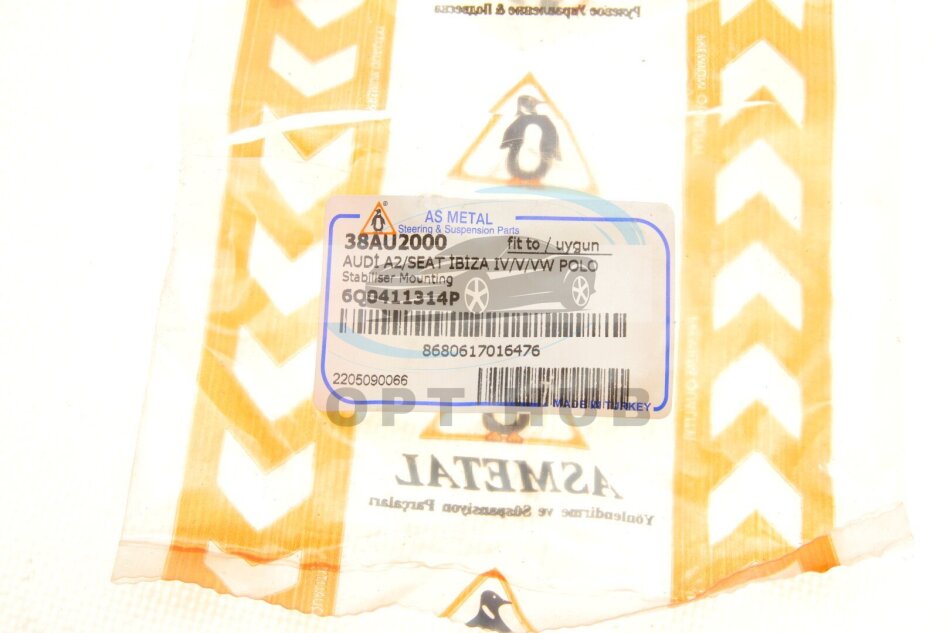 Рулевое Управление & Подвеска
®
AS METAL
Steering & Suspension Parts
38AU2000 fit to / uygun
AUDİ A2/SEAT İBİZA IV/V/VW POLO
Stabiliser Mounting
6Q0411314P
8680617016476
2205090066
MADE IN TURKEY
OPT HUB
ASMETAL
Yönlendirme ve Süspansiyon Parçaları